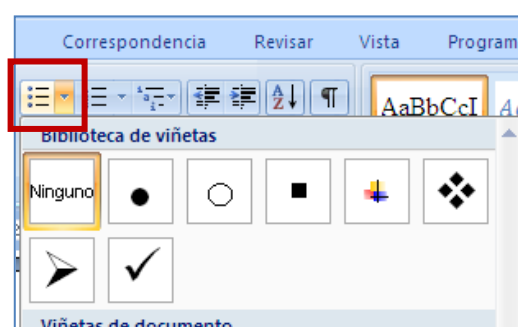 Correspondencia Revisar Vista Program
AaBbCcI
Biblioteca de viñetas
Ninguno
Viñetas de documento